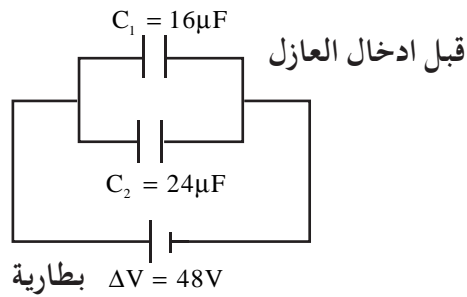 C₁ = 16μF
قبل ادخال العازل
C₂ = 24μF
بطارية ΔV = 48V